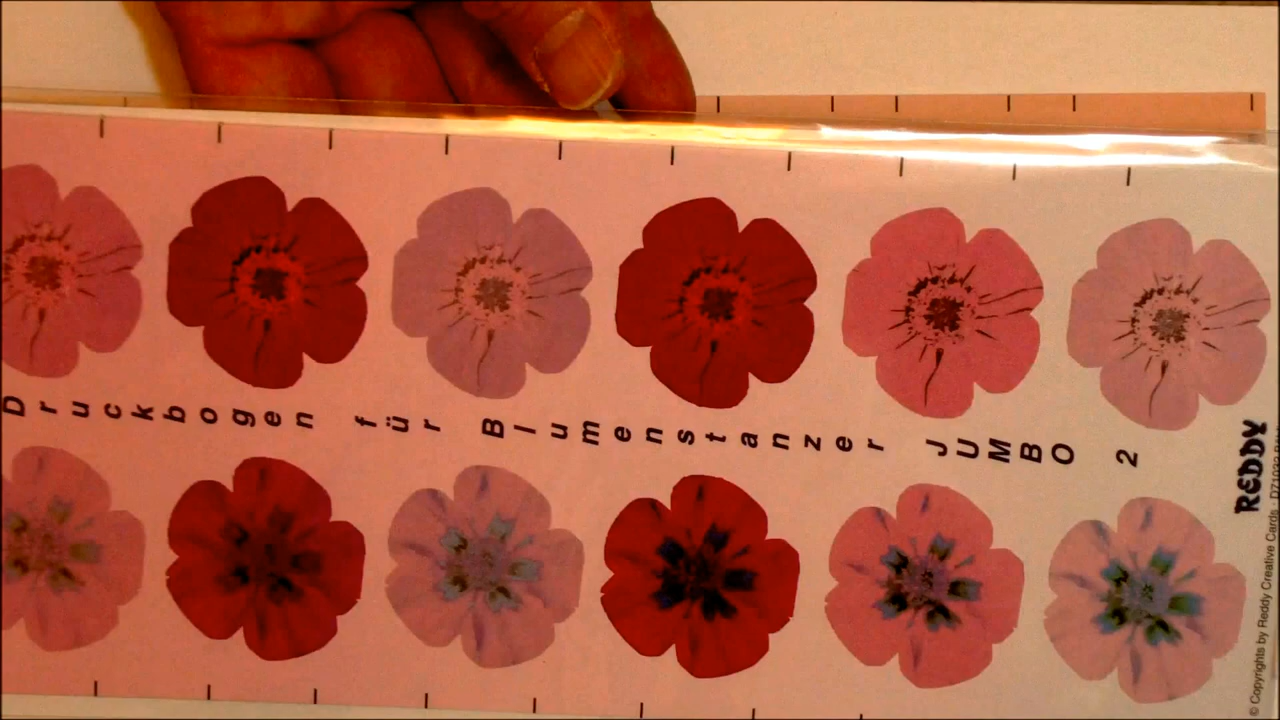 Druckbogen für Blumenstanzer JUMBO 2
REDDY
© Copyrights by Reddy Creative Cards